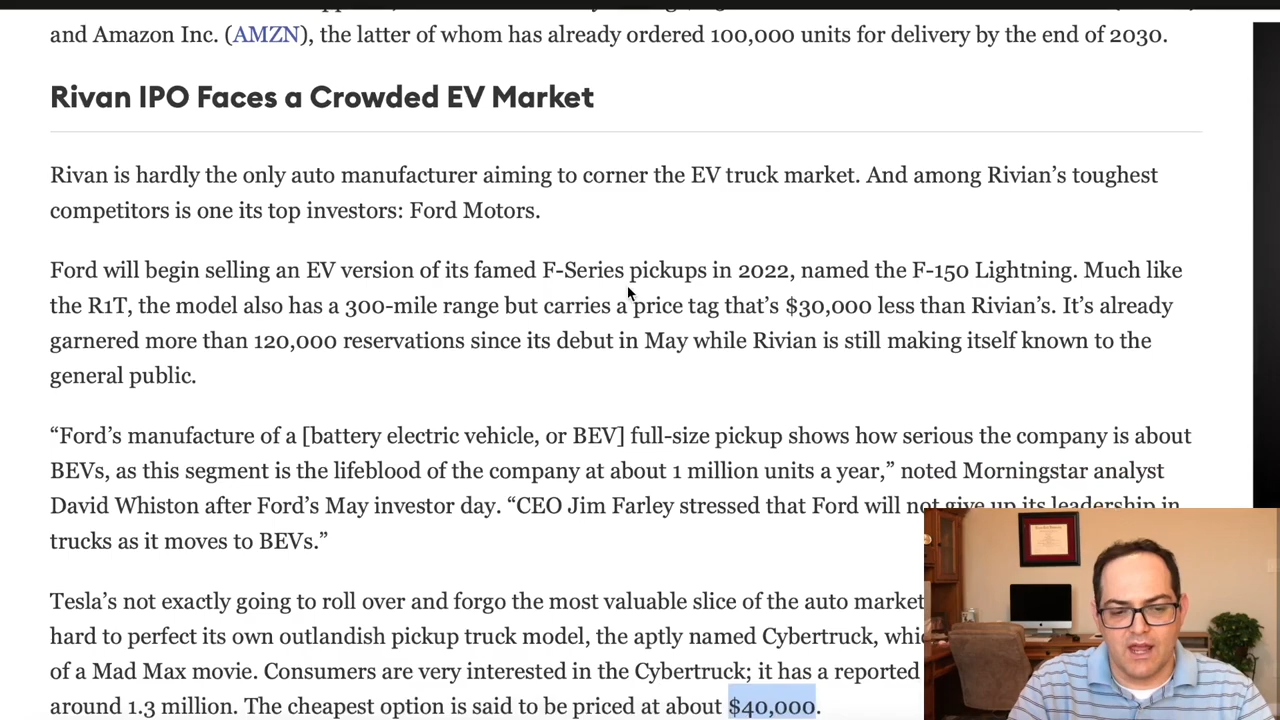 and Amazon Inc. (AMZN), the latter of whom has already ordered 100,000 units for delivery by the end of 2030.
Rivan IPO Faces a Crowded EV Market
Rivan is hardly the only auto manufacturer aiming to corner the EV truck market. And among Rivian’s toughest
competitors is one its top investors: Ford Motors.
Ford will begin selling an EV version of its famed F-Series pickups in 2022, named the F-150 Lightning. Much like
the R1T, the model also has a 300-mile range but carries a price tag that’s $30,000 less than Rivian’s. It’s already
garnered more than 120,000 reservations since its debut in May while Rivian is still making itself known to the
general public.
“Ford’s manufacture of a [battery electric vehicle, or BEV] full-size pickup shows how serious the company is about
BEVs, as this segment is the lifeblood of the company at about 1 million units a year,” noted Morningstar analyst
David Whiston after Ford’s May investor day. “CEO Jim Farley stressed that Ford will not give up its leadership in
trucks as it moves to BEVs.”
Tesla’s not exactly going to roll over and forgo the most valuable slice of the auto market
hard to perfect its own outlandish pickup truck model, the aptly named Cybertruck,
of a Mad Max movie. Consumers are very interested in the Cybertruck; it has a reported
around 1.3 million. The cheapest option is said to be priced at about $40,000.